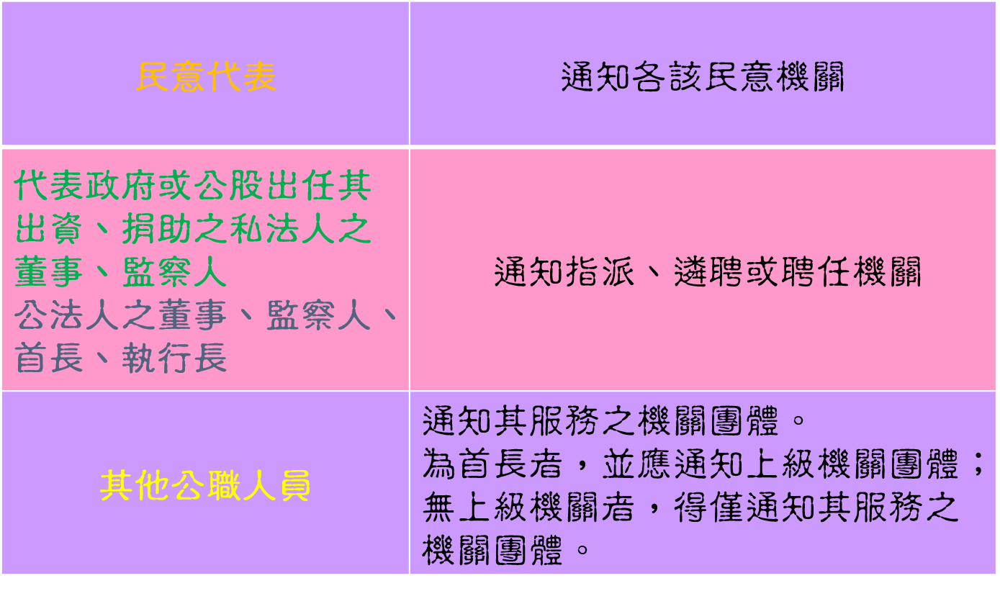 民意代表
通知各該民意機關
代表政府或公股出任其
出資、捐助之私法人之
董事、監察人
公法人之董事、監察人、
首長、執行長
通知指派、遴聘或聘任機關
其他公職人員
通知其服務之機關團體。
為首長者，並應通知上級機關團體；
無上級機關者，得僅通知其服務之
機關團體。